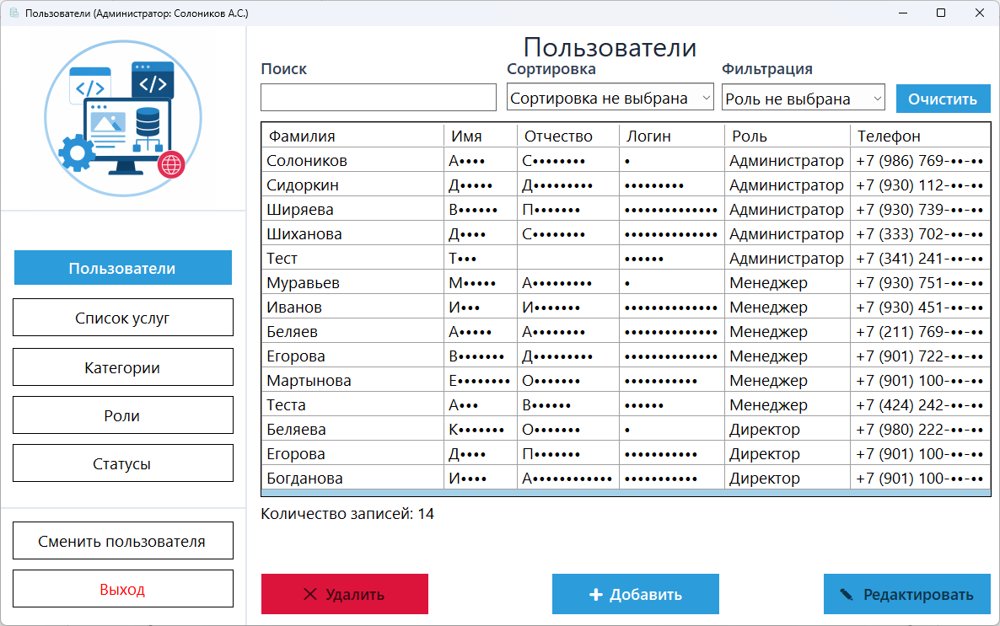 Пользователи (Администратор: Солоников А.С.)
Пользователи
Поиск Сортировка Фильтрация
Сортировка не выбрана Роль не выбрана Очистить
Фамилия Имя Отчество Логин Роль Телефон
Солоников А•••• С•••••••• • Администратор +7 (986) 769-••-••
Сидоркин Д••••• Д••••••••• ••••••••• Администратор +7 (930) 112-••-••
Ширяева В•••••• П••••••• •••••••••••••• Администратор +7 (930) 739-••-••
Шиханова Д•••• С•••••••• •••••••••••••• Администратор +7 (333) 702-••-••
Тест Т••• •••••• Администратор +7 (341) 241-••-••
Муравьев М••••• А••••••••• • Менеджер +7 (930) 751-••-••
Иванов И••• И••••••• •••••••••••••• Менеджер +7 (930) 451-••-••
Беляев А••••• А•••••••• •••••••••••••• Менеджер +7 (211) 769-••-••
Егорова В••••••• Д••••••••• •••••••••••••• Менеджер +7 (901) 722-••-••
Мартынова Е•••••••• О••••••• ••••••••••• Менеджер +7 (901) 100-••-••
Теста А••• В•••••• •••••• Менеджер +7 (424) 242-••-••
Беляева К••••••• О••••••• • Директор +7 (980) 222-••-••
Егорова Д•••• П••••••• ••••••••••• Директор +7 (901) 100-••-••
Богданова И•••• А•••••••••••• ••••••••••• Директор +7 (901) 100-••-••
Количество записей: 14
Удалить Добавить Редактировать
</> </>
Пользователи
Список услуг
Категории
Роли
Статусы
Сменить пользователя
Выход